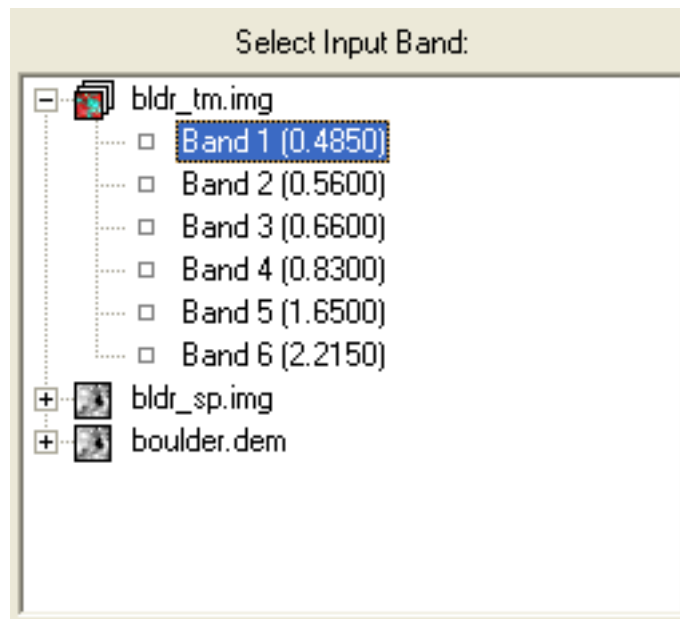 Select Input Band:
bldr_tm.img
Band 1 (0.4850)
Band 2 (0.5600)
Band 3 (0.6600)
Band 4 (0.8300)
Band 5 (1.6500)
Band 6 (2.2150)
bldr_sp.img
boulder.dem